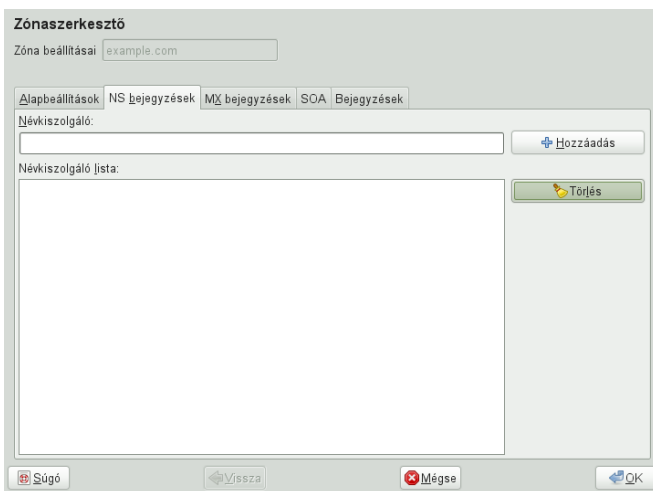 Zónaszerkesztő
Zóna beállításai example.com
Alapbeállítások NS bejegyzések MX bejegyzések SOA Bejegyzések
Névkiszolgáló:
Hozzáadás
Névkiszolgáló lista:
Törlés
Súgó Vissza Mégse OK